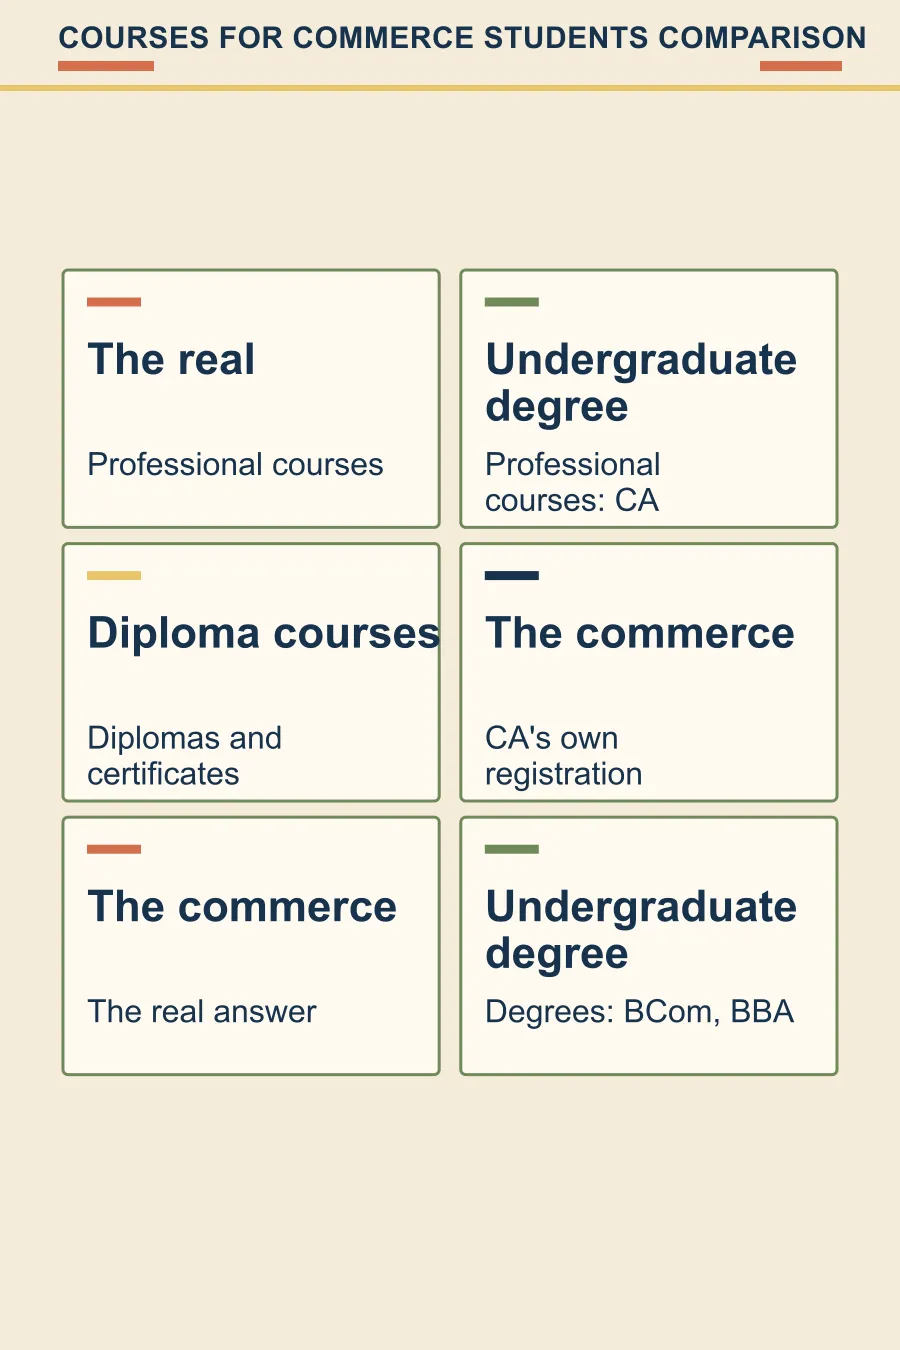 COURSES FOR COMMERCE STUDENTS COMPARISON
The real
Professional courses
Undergraduate
degree
Professional
courses: CA
Diploma courses
Diplomas and
certificates
The commerce
CA's own
registration
The commerce
The real answer
Undergraduate
degree
Degrees: BCom, BBA